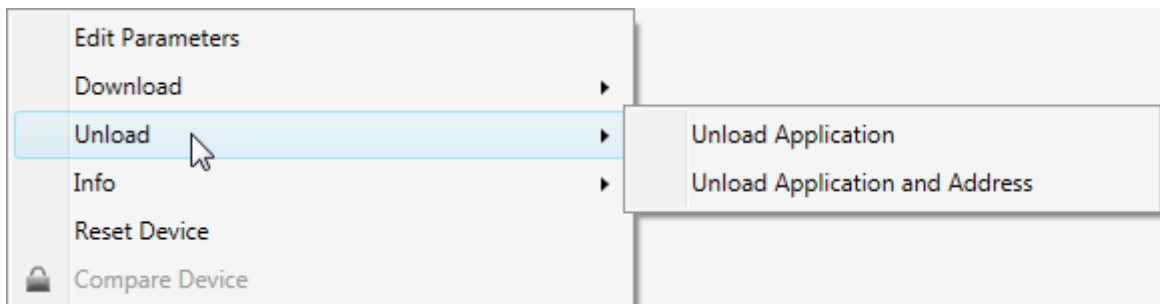 Edit Parameters
Download
Unload
Unload Application
Info
Unload Application and Address
Reset Device
Compare Device